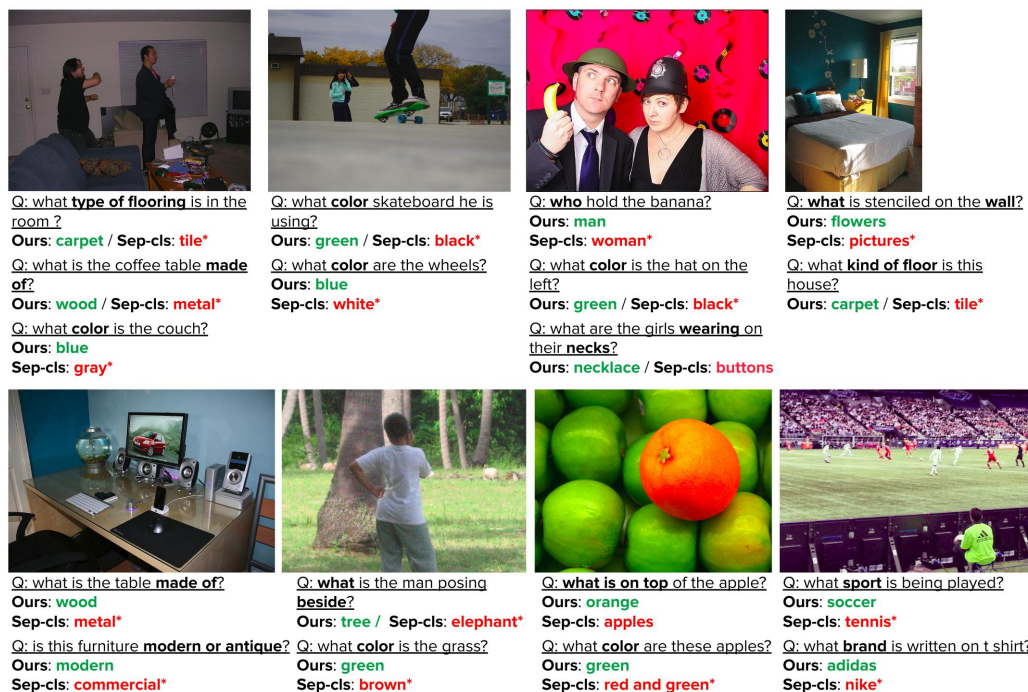 Q: what type of flooring is in the
room ?
Ours: carpet / Sep-cls: tile*
Q: what is the coffee table made
of?
Ours: wood / Sep-cls: metal*
Q: what color is the couch?
Ours: blue
Sep-cls: gray*
Q: what color skateboard he is
using?
Ours: green / Sep-cls: black*
Q: what color are the wheels?
Ours: blue
Sep-cls: white*
Q: who hold the banana?
Ours: man
Sep-cls: woman*
Q: what color is the hat on the
left?
Ours: green / Sep-cls: black*
Q: what are the girls wearing on
their necks?
Ours: necklace / Sep-cls: buttons
Q: what is stenciled on the wall?
Ours: flowers
Sep-cls: pictures*
Q: what kind of floor is this
house?
Ours: carpet / Sep-cls: tile*
Q: what is the table made of?
Ours: wood
Sep-cls: metal*
Q: is this furniture modern or antique?
Ours: modern
Sep-cls: commercial*
Q: what is the man posing
beside?
Ours: tree / Sep-cls: elephant*
Q: what color is the grass?
Ours: green
Sep-cls: brown*
Q: what is on top of the apple?
Ours: orange
Sep-cls: apples
Q: what color are these apples?
Ours: green
Sep-cls: red and green*
adidas
Q: what sport is being played?
Ours: soccer
Sep-cls: tennis*
Q: what brand is written on t shirt?
Ours: adidas
Sep-cls: nike*